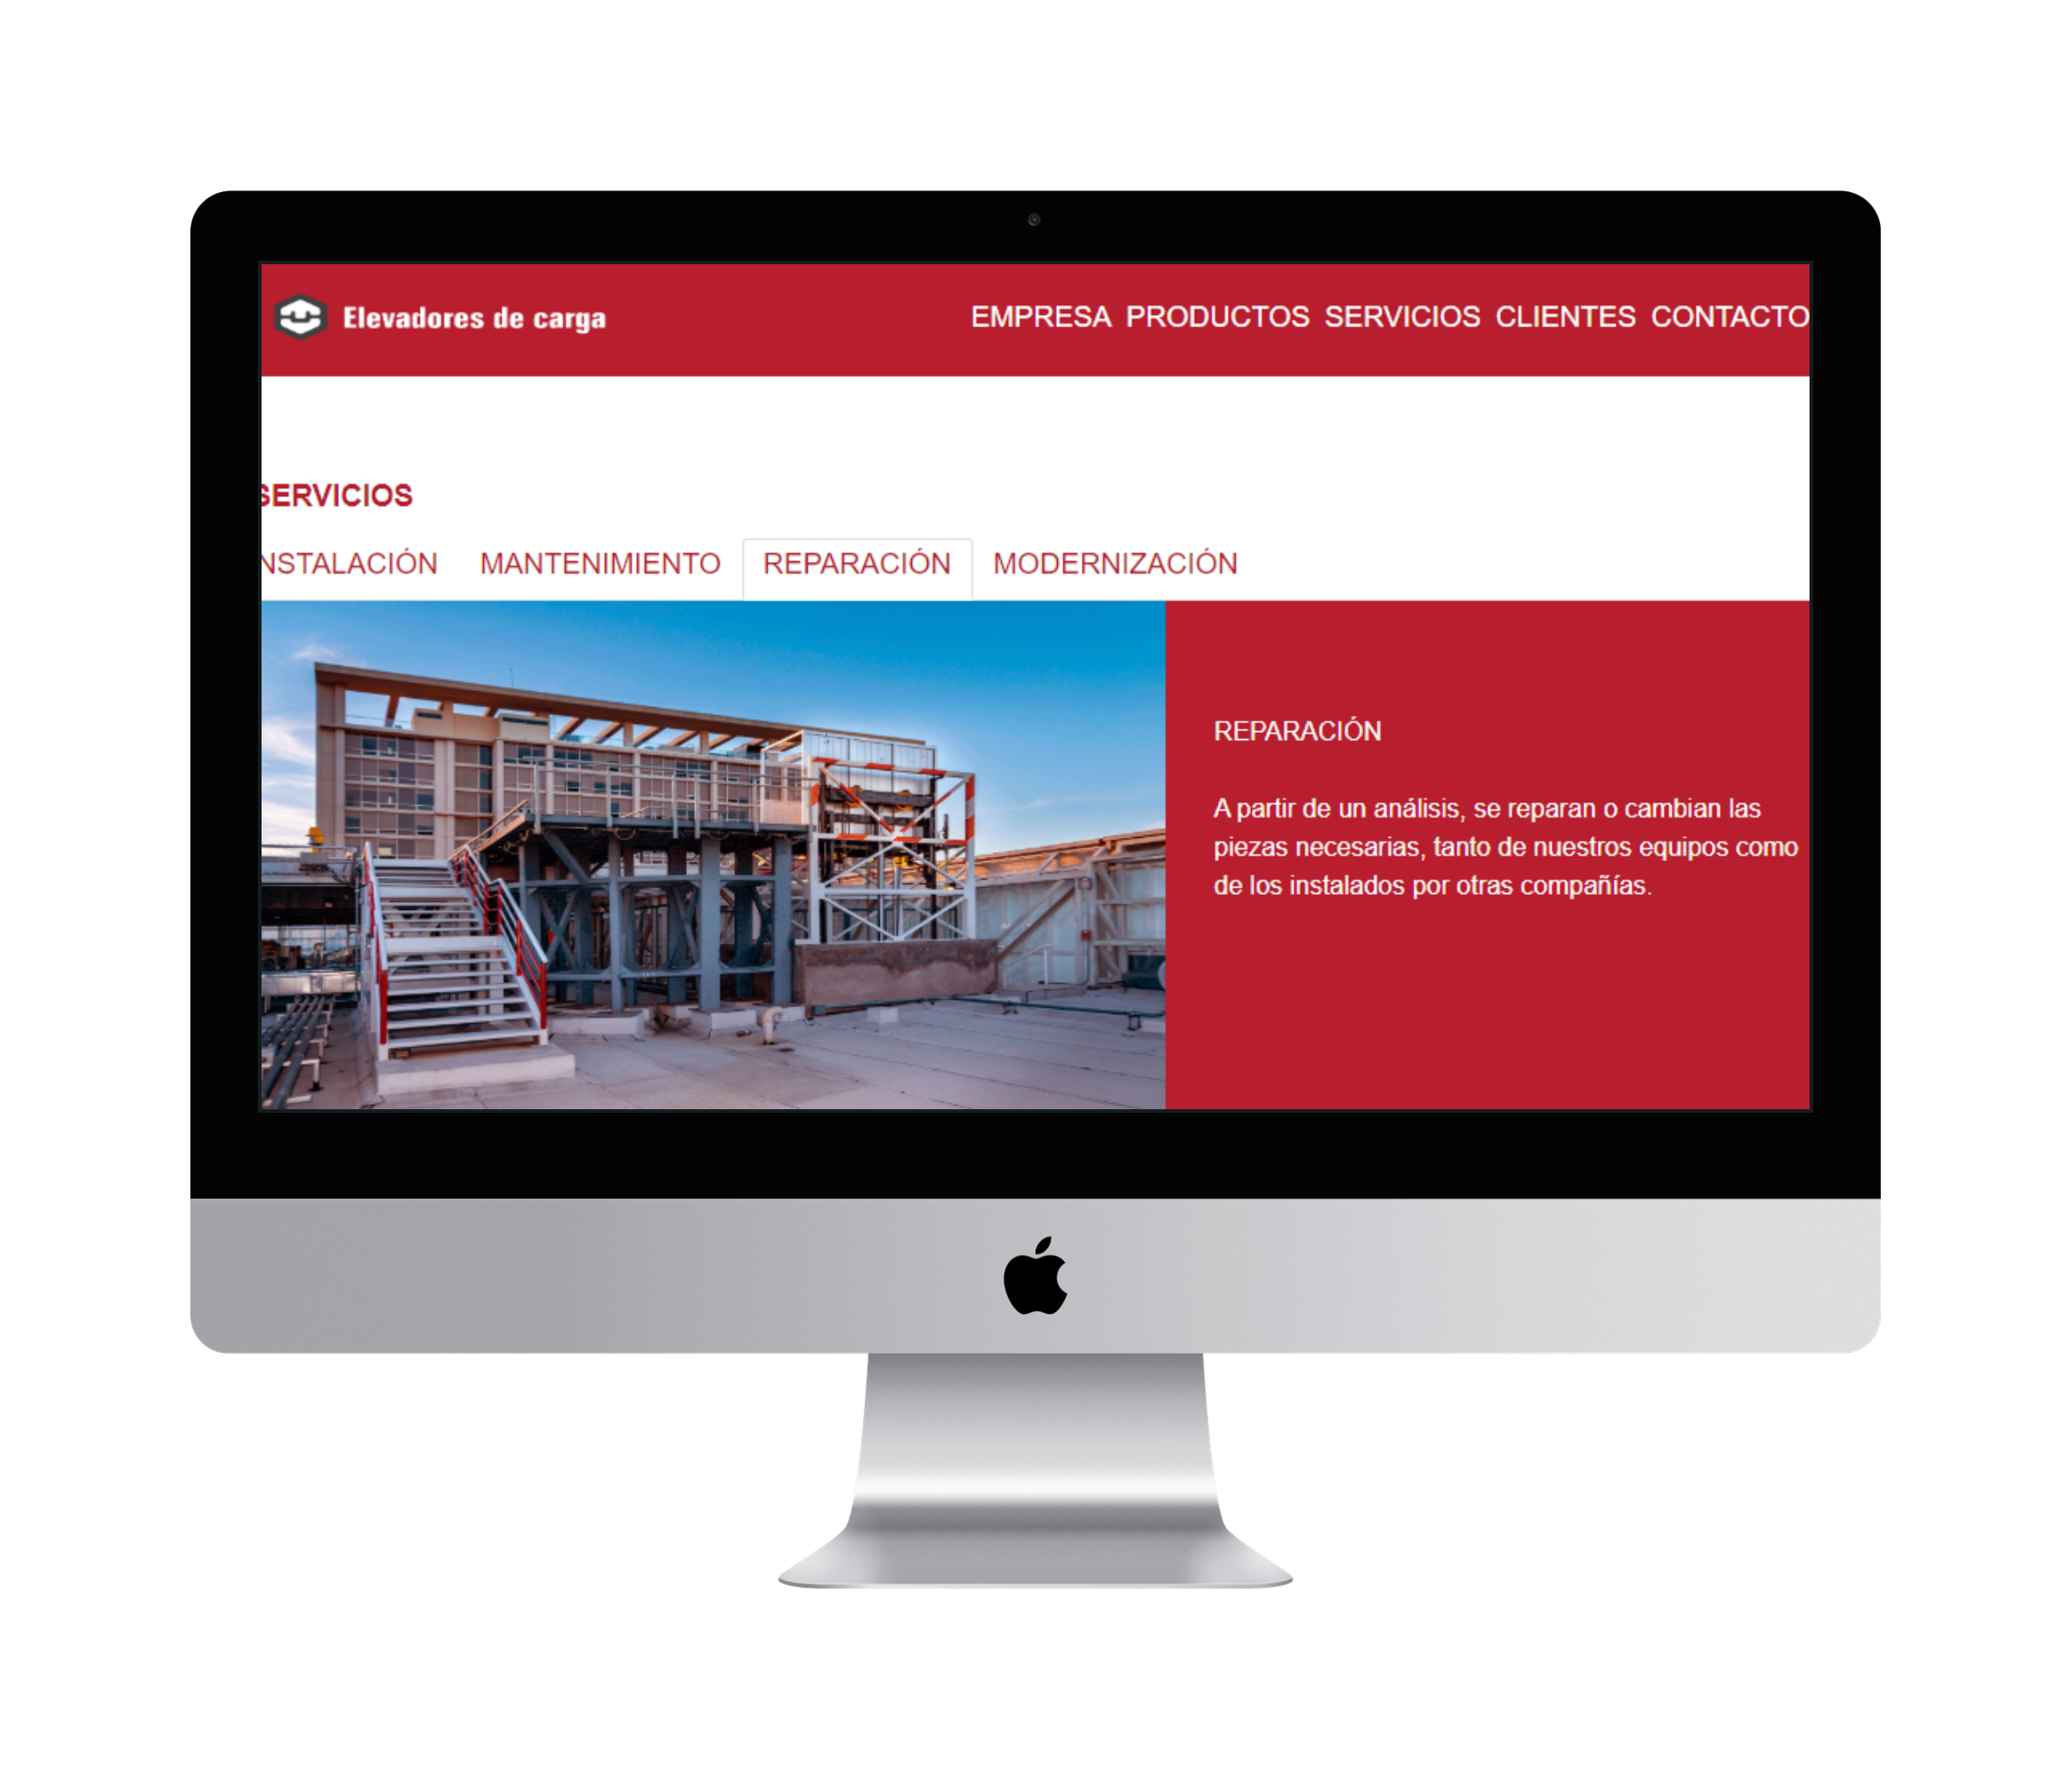 Elevadores de carga
EMPRESA PRODUCTOS SERVICIOS CLIENTES CONTACTO
SERVICIOS
NSTALACIÓN MANTENIMIENTO REPARACIÓN MODERNIZACIÓN
REPARACIÓN
A partir de un análisis, se reparan o cambian las
piezas necesarias, tanto de nuestros equipos como
de los instalados por otras compañías.